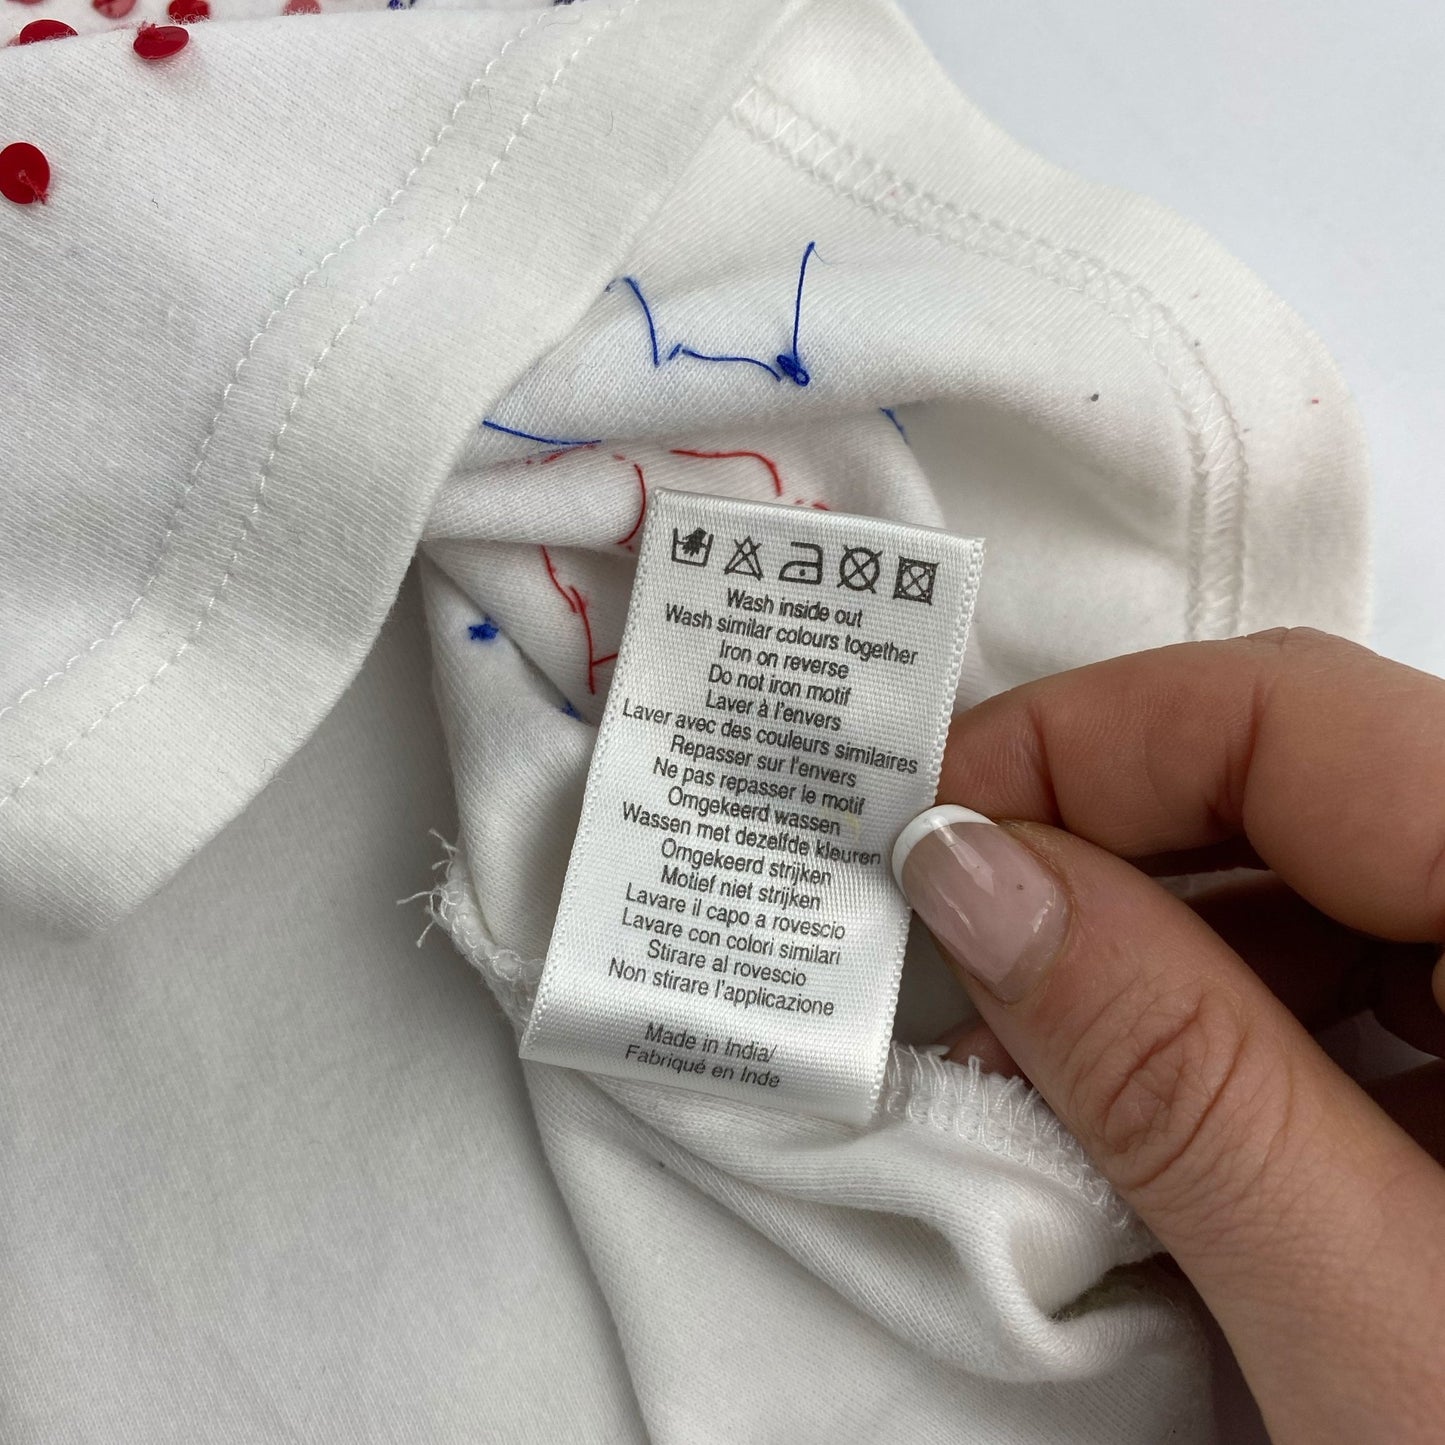 Wash inside out
Wash similar colours together
Iron on reverse
Do not iron motif
Laver à l'envers
Laver avec des couleurs similaires
Repasser sur l'envers
Ne pas repasser le motif
Omgekeerd wassen
Wassen met dezelfde kleuren
Omgekeerd strijken
Motief niet strijken
Lavare il capo a rovescio
Lavare con colori similari
Stirare al rovescio
Non stirare l'applicazione
Made in India/
Fabriqué en Inde